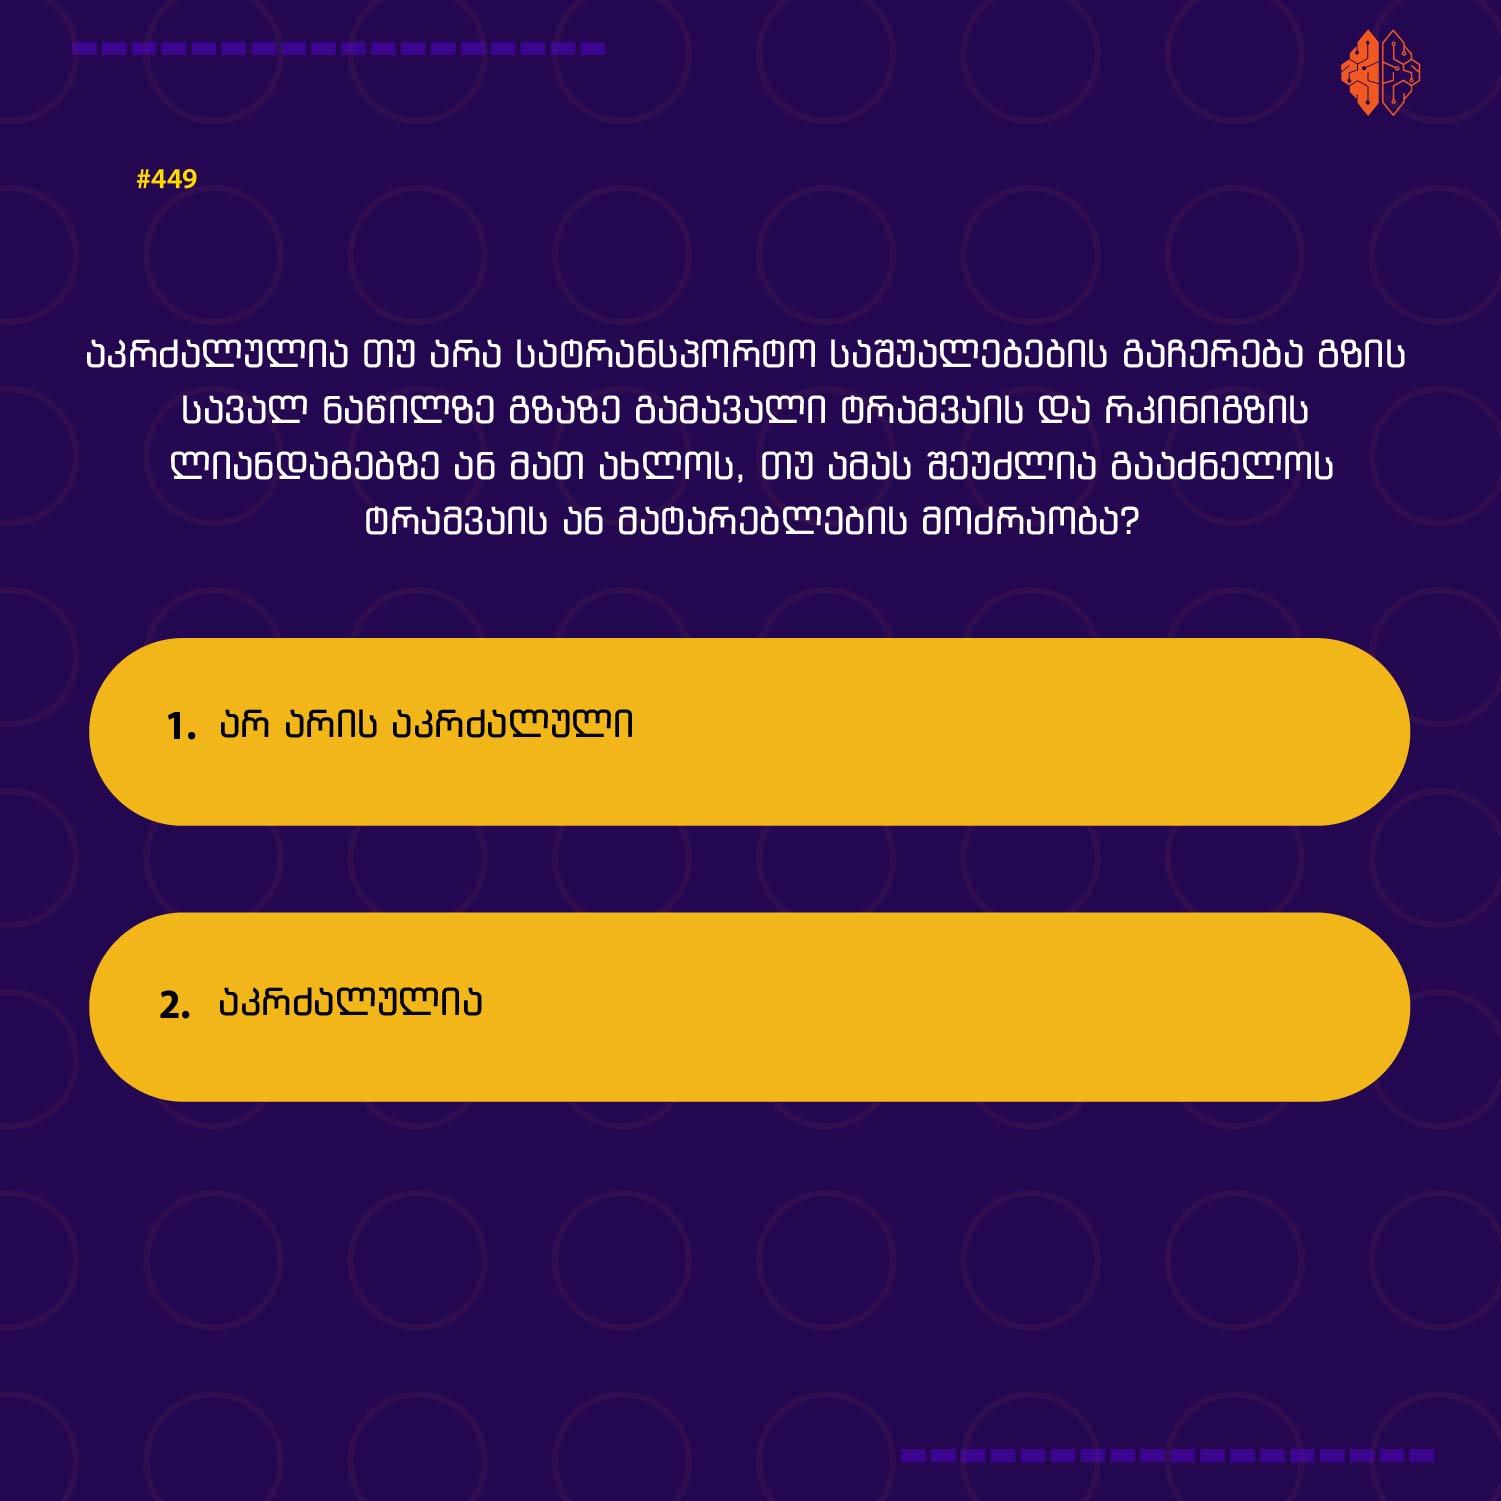 #449
აკრძალულია თუ არა სატრანსპორტო საშუალებების გაჩერება გზის
სავალ ნაწილზე გზაზე გამავალი ტრამვაის და რკინიგზის
ლიანდაგებზე ან მათ ახლოს, თუ ამას შეუძლია გააძნელოს
ტრამვაის ან მატარებლების მოძრაობა?
1. არ არის აკრძალული
2. აკრძალულია